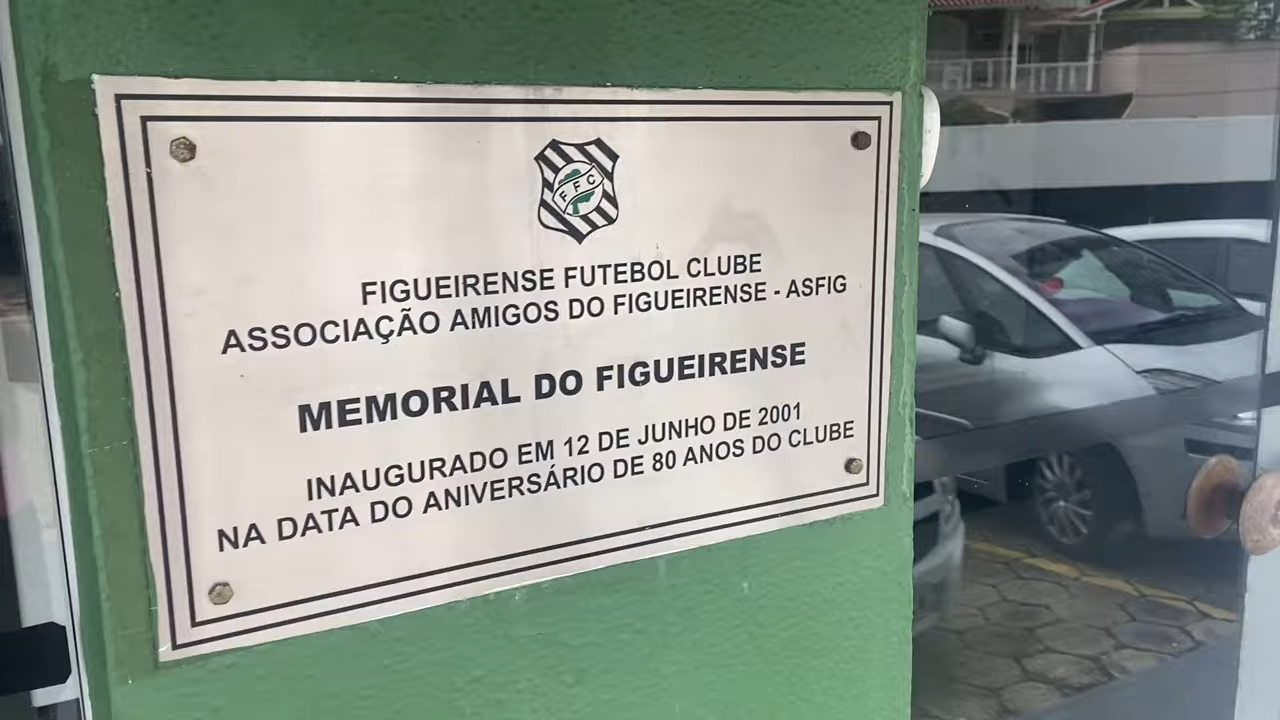 FFC
FIGUEIRENSE FUTEBOL CLUBE
ASSOCIAÇÃO AMIGOS DO FIGUEIRENSE - ASFIG
MEMORIAL DO FIGUEIRENSE
INAUGURADO EM 12 DE JUNHO DE 2001
NA DATA DO ANIVERSÁRIO DE 80 ANOS DO CLUBE